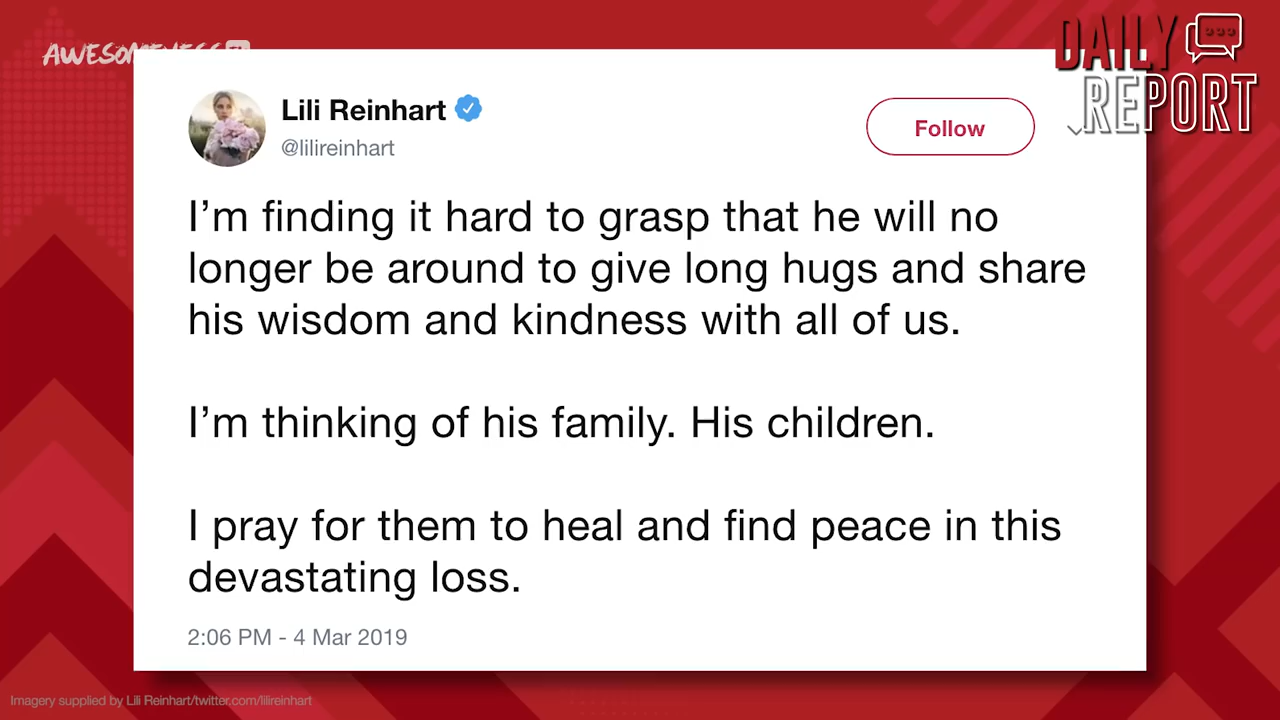 AWESOMENESS TV
DAILY
REPORT
Lili Reinhart
@lilireinhart
Follow
I’m finding it hard to grasp that he will no
longer be around to give long hugs and share
his wisdom and kindness with all of us.
I’m thinking of his family. His children.
I pray for them to heal and find peace in this
devastating loss.
2:06 PM - 4 Mar 2019
Imagery supplied by Lili Reinhart/twitter.com/lilireinhart